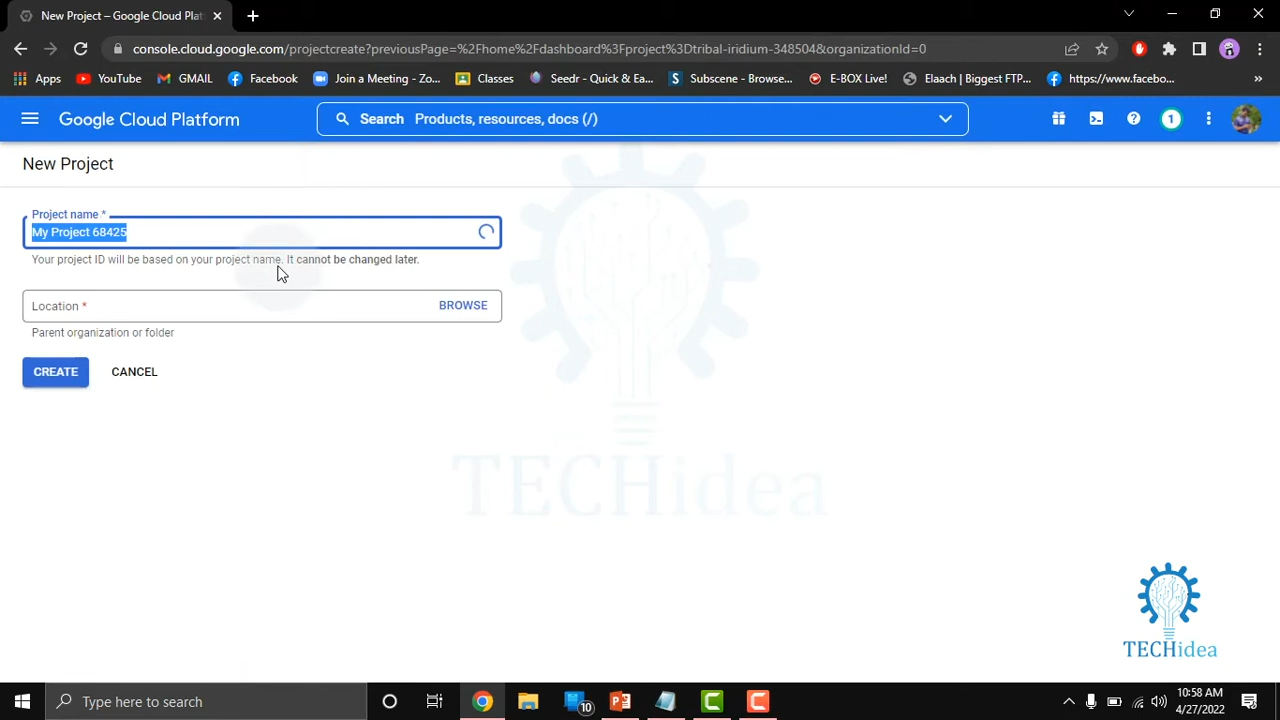 New Project – Google Cloud Plat
console.cloud.google.com/projectcreate?previousPage=%2Fhome%2Fdashboard%3Fproject%3Dtribal-iridium-348504&organizationId=0
Apps YouTube GMAIL Facebook Join a Meeting - Zo... Classes Seedr - Quick & Ea... Subscene - Browse... E-BOX Live! Elaach | Biggest FTP... https://www.facebo... »
Google Cloud Platform Search Products, resources, docs (/) 1
New Project
Project name *
My Project 68425
Your project ID will be based on your project name. It cannot be changed later.
Location * BROWSE
Parent organization or folder
CREATE CANCEL
TECHidea
TECHidea
Type here to search 10 10:58 AM
4/27/2022